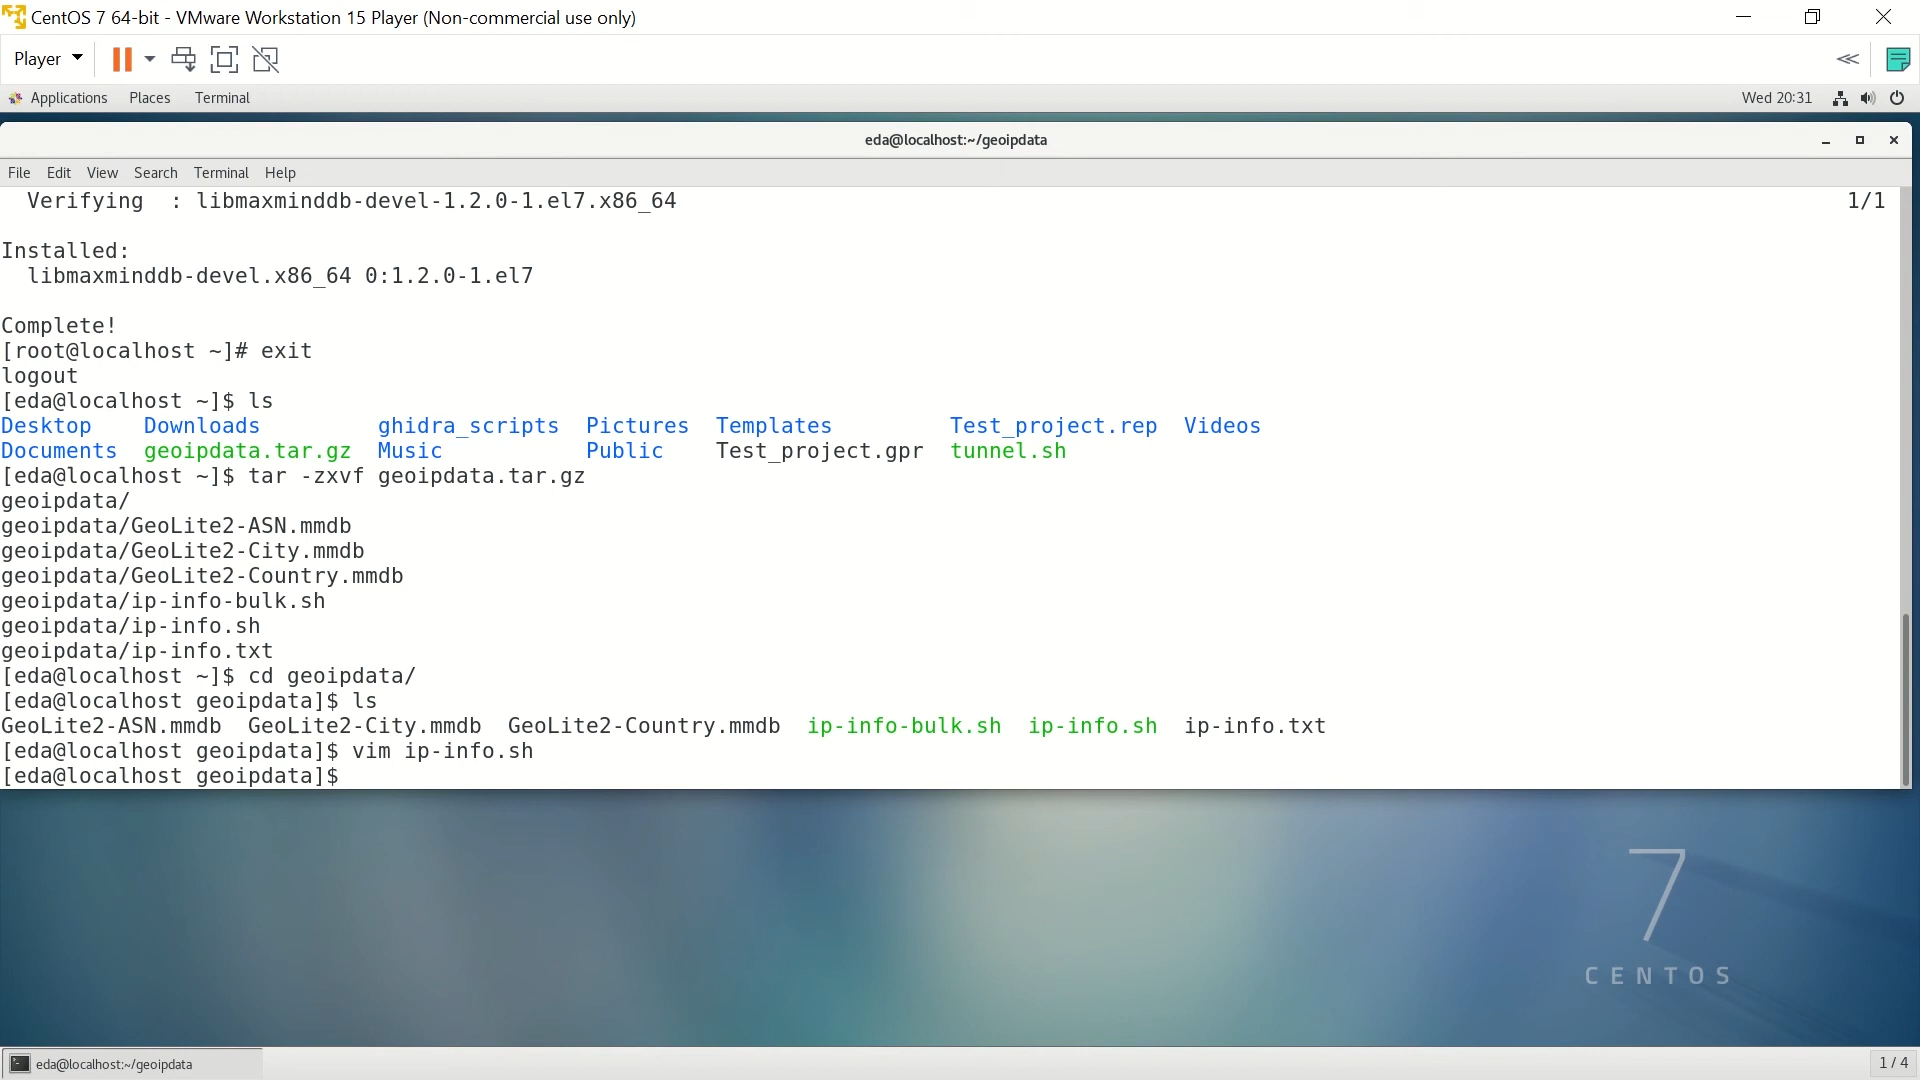 CentOS 7 64-bit - VMware Workstation 15 Player (Non-commercial use only)
Player
Applications Places Terminal Wed 20:31
eda@localhost:~/geoipdata
File Edit View Search Terminal Help
Verifying : libmaxminddb-devel-1.2.0-1.el7.x86_64 1/1
Installed:
libmaxminddb-devel.x86_64 0:1.2.0-1.el7
Complete!
[root@localhost ~]# exit
logout
[eda@localhost ~]$ ls
Desktop Downloads ghidra_scripts Pictures Templates Test_project.rep Videos
Documents geoipdata.tar.gz Music Public Test_project.gpr tunnel.sh
[eda@localhost ~]$ tar -zxvf geoipdata.tar.gz
geoipdata/
geoipdata/GeoLite2-ASN.mmdb
geoipdata/GeoLite2-City.mmdb
geoipdata/GeoLite2-Country.mmdb
geoipdata/ip-info-bulk.sh
geoipdata/ip-info.sh
geoipdata/ip-info.txt
[eda@localhost ~]$ cd geoipdata/
[eda@localhost geoipdata]$ ls
GeoLite2-ASN.mmdb GeoLite2-City.mmdb GeoLite2-Country.mmdb ip-info-bulk.sh ip-info.sh ip-info.txt
[eda@localhost geoipdata]$ vim ip-info.sh
[eda@localhost geoipdata]$
7
CENTOS
eda@localhost:~/geoipdata 1 / 4